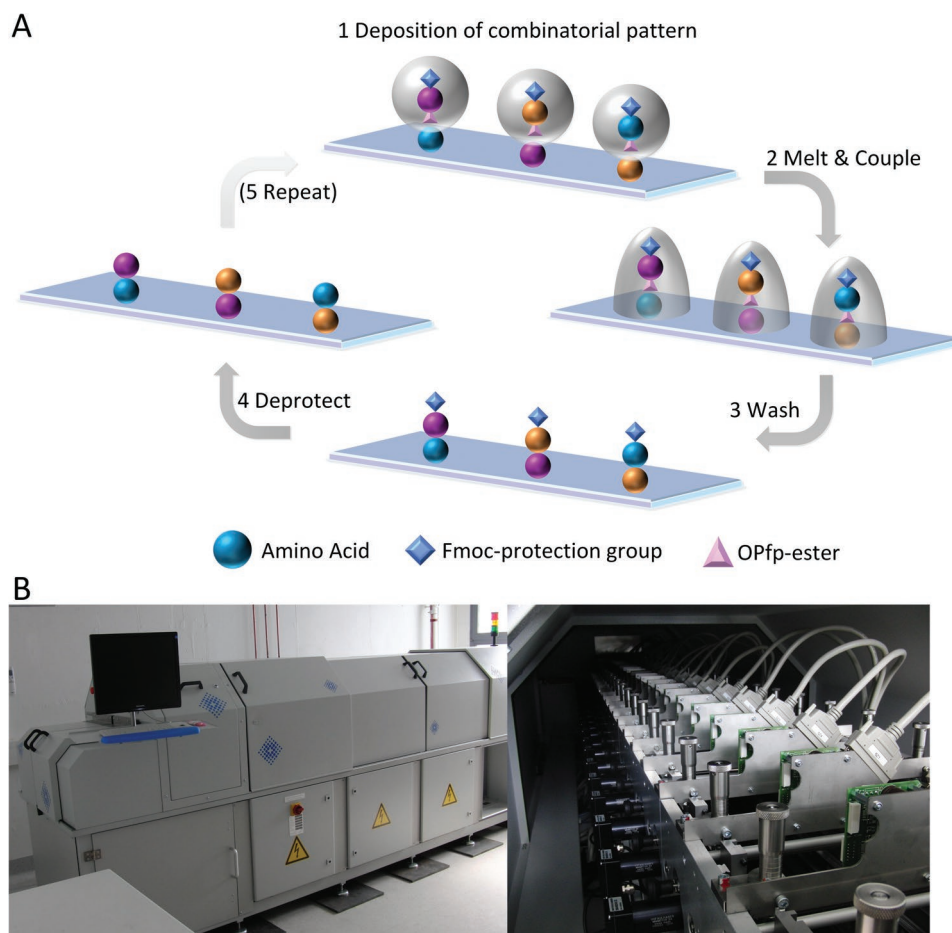 A
1 Deposition of combinatorial pattern
2 Melt & Couple
(5 Repeat)
4 Deprotect
3 Wash
Amino Acid
Fmoc-protection group
OPfp-ester
B